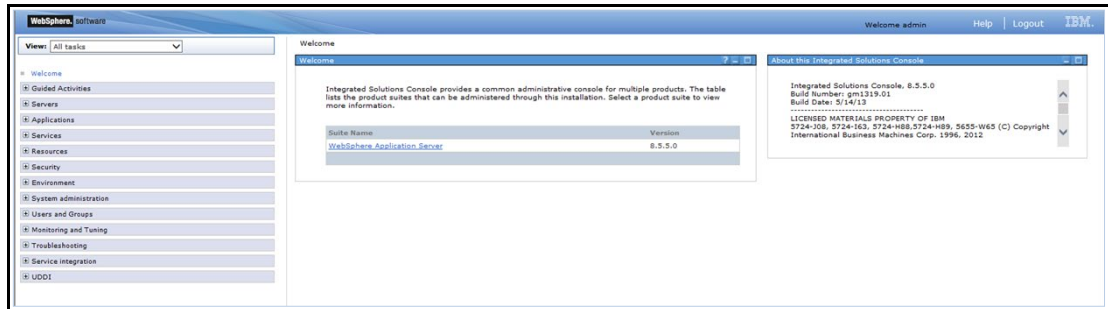 WebSphere. software
Welcome admin
Help | Logout
IBM.
View: All tasks
Welcome
Guided Activities
Servers
Applications
Services
Resources
Security
Environment
System administration
Users and Groups
Monitoring and Tuning
Troubleshooting
Service integration
UDDI
Welcome
Welcome
Integrated Solutions Console provides a common administrative console for multiple products. The table
lists the product suites that can be administered through this installation. Select a product suite to view
more information.
Suite Name Version
WebSphere Application Server 8.5.5.0
About this Integrated Solutions Console
Integrated Solutions Console, 8.5.5.0
Build Number: gm1319.01
Build Date: 5/14/13
------------------------------------
LICENSED MATERIALS PROPERTY OF IBM
5724-J08, 5724-I63, 5724-H88,5724-H89, 5655-W65 (C) Copyright
International Business Machines Corp. 1996, 2012